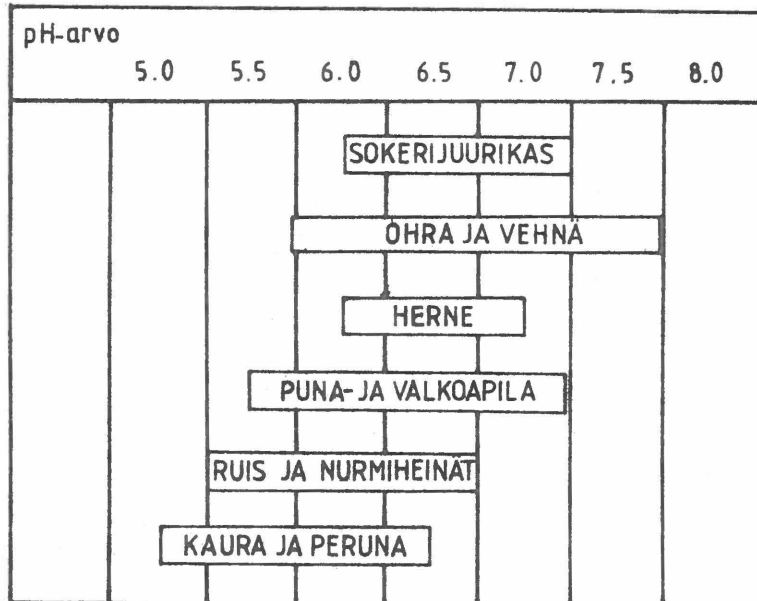 pH-arvo
5.0 5.5 6.0 6.5 7.0 7.5 8.0
SOKERIJUURIKAS
OHRA JA VEHNÄ
HERNE
PUNA- JA VALKOAPILA
RUIS JA NURMIHEINÄT
KAURA JA PERUNA